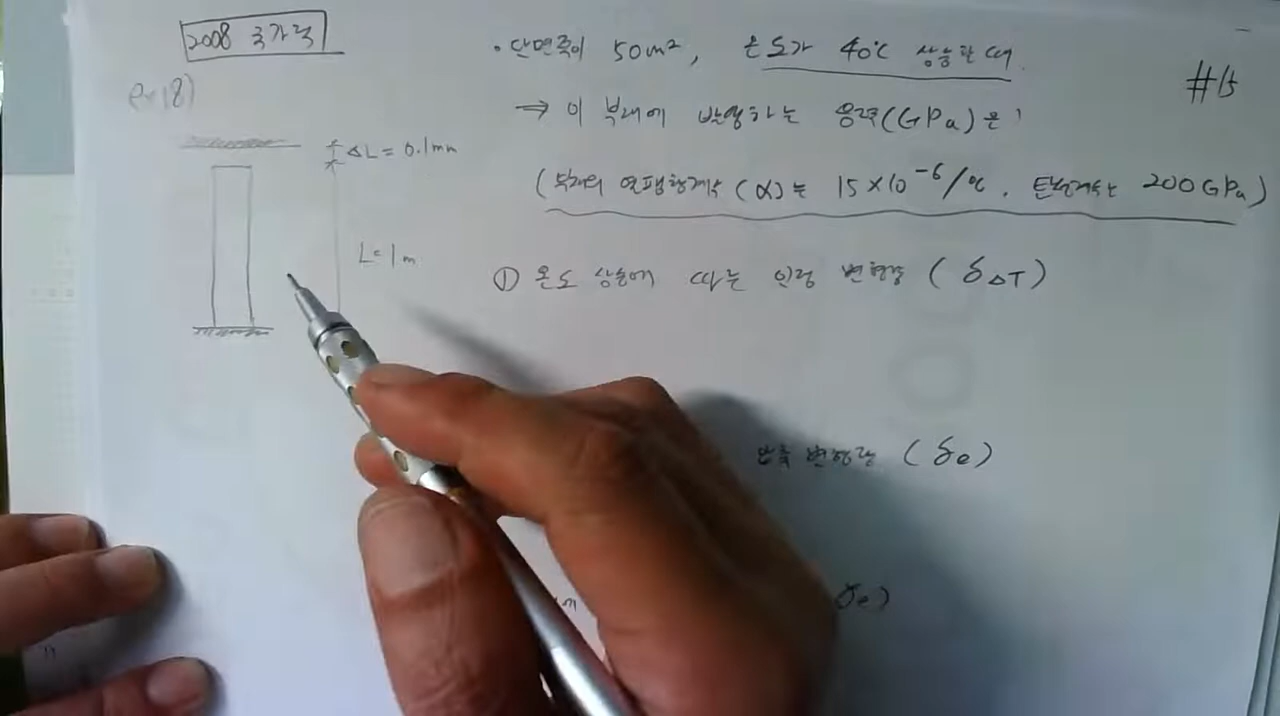 2008 국가직
ex18)
#15
• 단면적이 50m², 온도가 40℃ 상승할 때
⇒ 이 부재에 발생하는 응력(GPa)은?
(부재의 열팽창계수(α)는 15×10⁻⁶/℃, 탄성계수는 200GPa)
ΔL = 0.1mm
L = 1m
① 온도 상승에 따른 인장 변형량 (δΔT)
변형량 (δe)
δe)